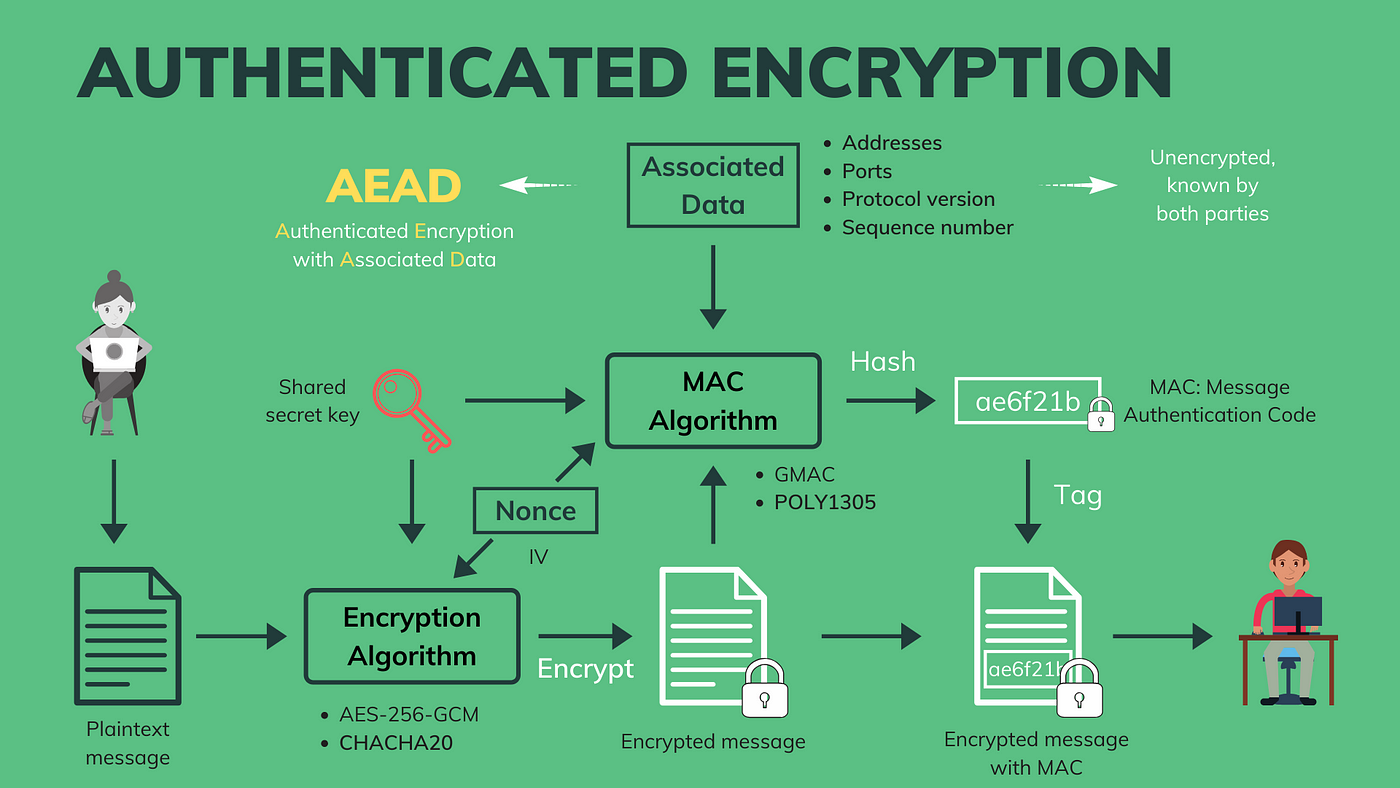 AUTHENTICATED ENCRYPTION
AEAD
Authenticated Encryption
with Associated Data
Associated
Data
• Addresses
• Ports
• Protocol version
• Sequence number
Unencrypted,
known by
both parties
Shared
secret key
MAC
Algorithm
Hash
ae6f21b
MAC: Message
Authentication Code
• GMAC
• POLY1305
Nonce
IV
Tag
Plaintext
message
Encryption
Algorithm
• AES-256-GCM
• CHACHA20
Encrypt
Encrypted message
ae6f21b
Encrypted message
with MAC